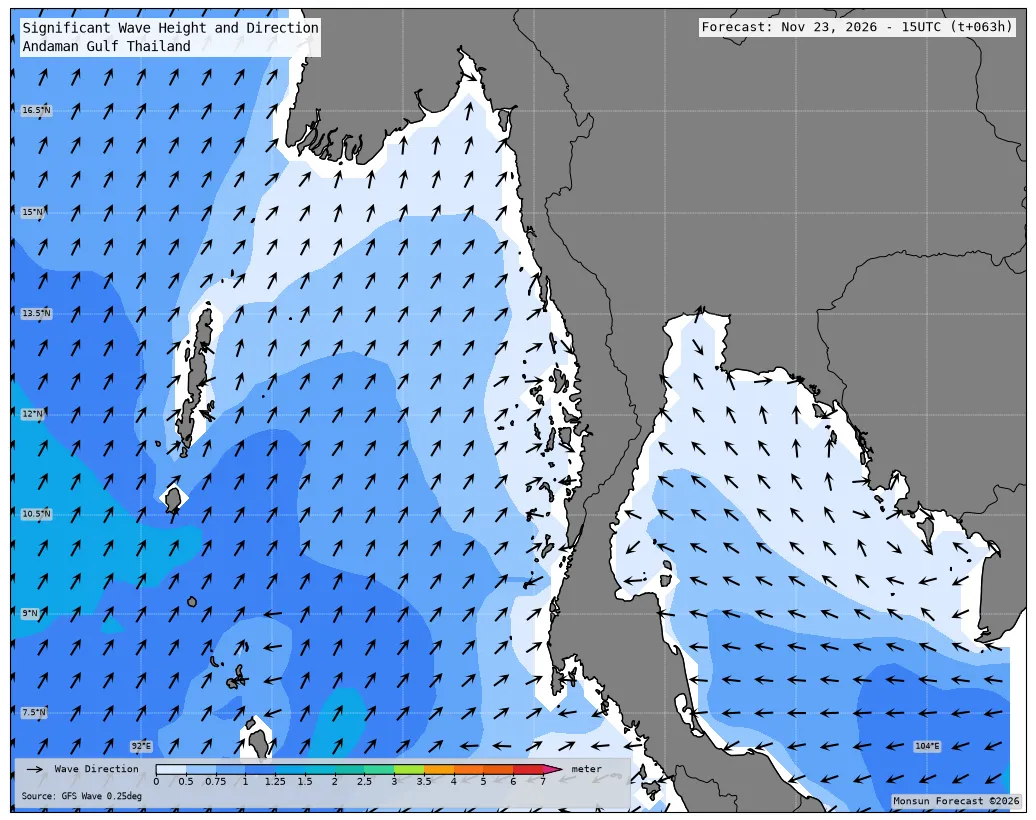 Significant Wave Height and Direction
Andaman Gulf Thailand
Forecast: Nov 23, 2026 - 15UTC (t+063h)
16.5°N
15°N
13.5°N
12°N
10.5°N
9°N
7.5°N
92°E
104°E
Wave Direction
0 0.5 0.75 1 1.25 1.5 2 2.5 3 3.5 4 5 6 7 meter
Source: GFS Wave 0.25deg
Monsun Forecast ©2026